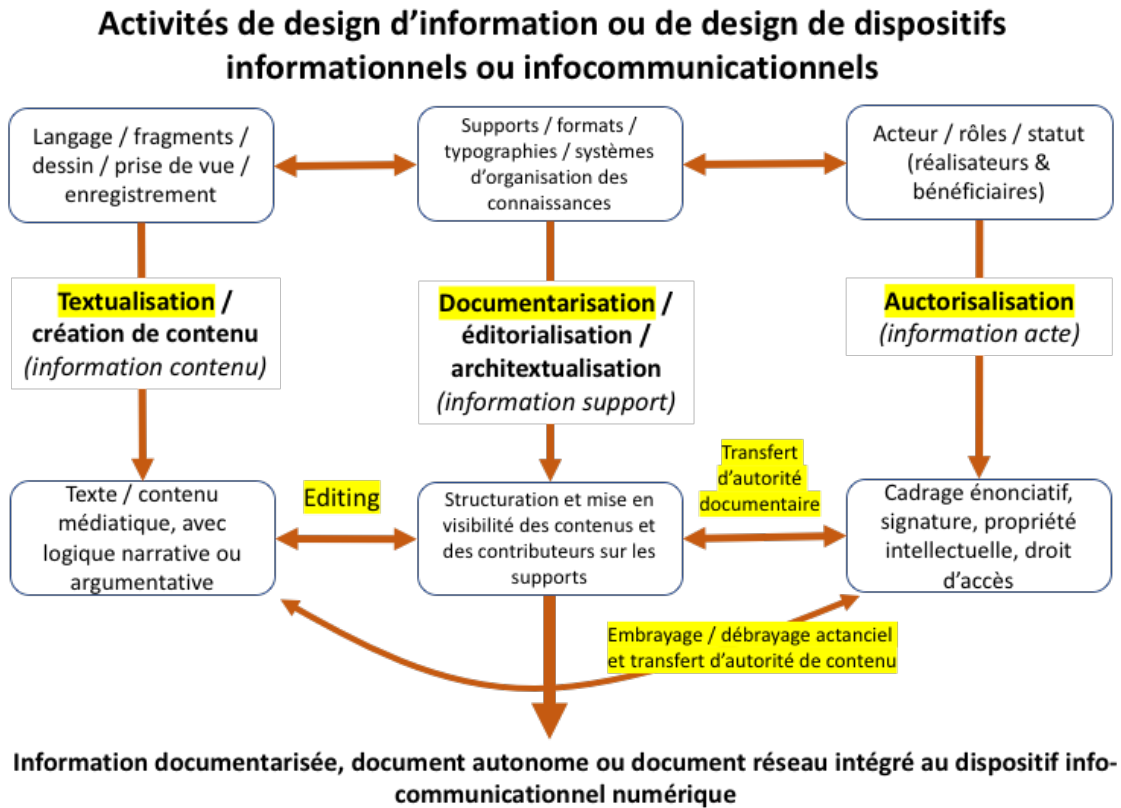 Activités de design d’information ou de design de dispositifs
informationnels ou infocommunicationnels
Langage / fragments /
dessin / prise de vue /
enregistrement
Supports / formats /
typographies / systèmes
d’organisation des
connaissances
Acteur / rôles / statut
(réalisateurs &
bénéficiaires)
Textualisation /
création de contenu
(information contenu)
Documentarisation /
éditorialisation /
architextualisation
(information support)
Auctorisalisation
(information acte)
Texte / contenu
médiatique, avec
logique narrative ou
argumentative
Editing
Structuration et mise en
visibilité des contenus et
des contributeurs sur les
supports
Transfert
d’autorité
documentaire
Cadrage énonciatif,
signature, propriété
intellectuelle, droit
d’accès
Embrayage / débrayage actanciel
et transfert d’autorité de contenu
Information documentarisée, document autonome ou document réseau intégré au dispositif info-
communicationnel numérique